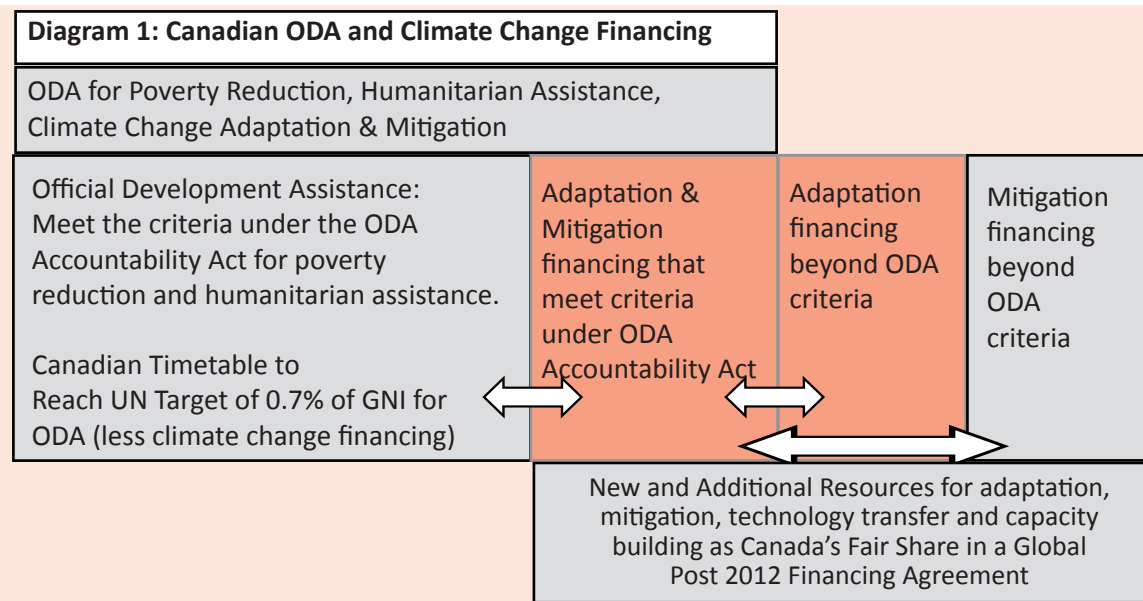 Diagram 1: Canadian ODA and Climate Change Financing
ODA for Poverty Reduction, Humanitarian Assistance,
Climate Change Adaptation & Mitigation
Official Development Assistance:
Meet the criteria under the ODA
Accountability Act for poverty
reduction and humanitarian assistance.
Canadian Timetable to
Reach UN Target of 0.7% of GNI for
ODA (less climate change financing)
Adaptation &
Mitigation
financing that
meet criteria
under ODA
Accountability Act
Adaptation
financing
beyond ODA
criteria
Mitigation
financing
beyond
ODA
criteria
New and Additional Resources for adaptation,
mitigation, technology transfer and capacity
building as Canada’s Fair Share in a Global
Post 2012 Financing Agreement